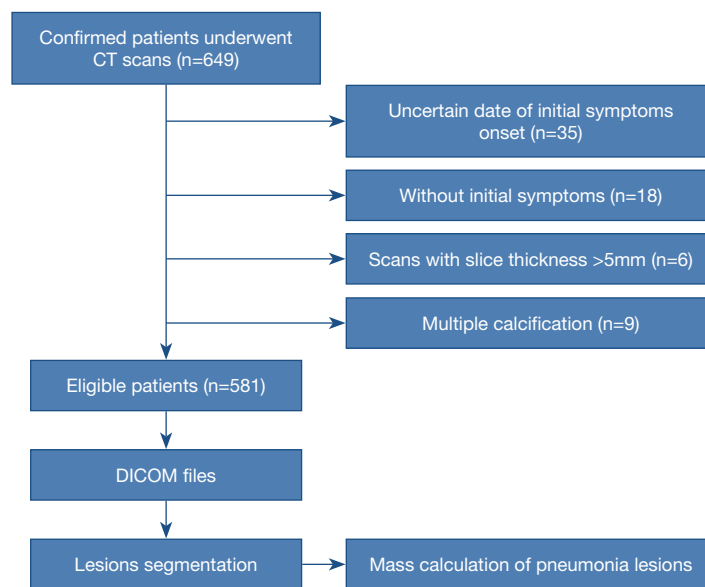 Confirmed patients underwent
CT scans (n=649)
Uncertain date of initial symptoms
onset (n=35)
Without initial symptoms (n=18)
Scans with slice thickness >5mm (n=6)
Multiple calcification (n=9)
Eligible patients (n=581)
DICOM files
Lesions segmentation
Mass calculation of pneumonia lesions